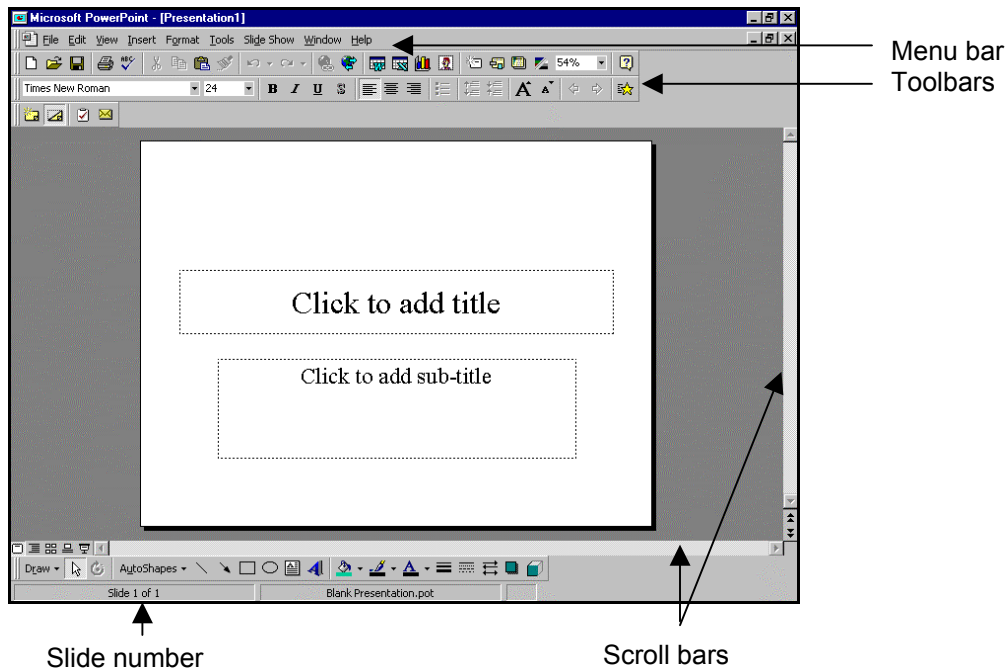 Microsoft PowerPoint - [Presentation1]
File Edit View Insert Format Tools Slide Show Window Help
Menu bar
54%
Toolbars
Times New Roman 24 B I U S A A
Click to add title
Click to add sub-title
Draw AutoShapes A A
Slide 1 of 1 Blank Presentation.pot
Slide number
Scroll bars